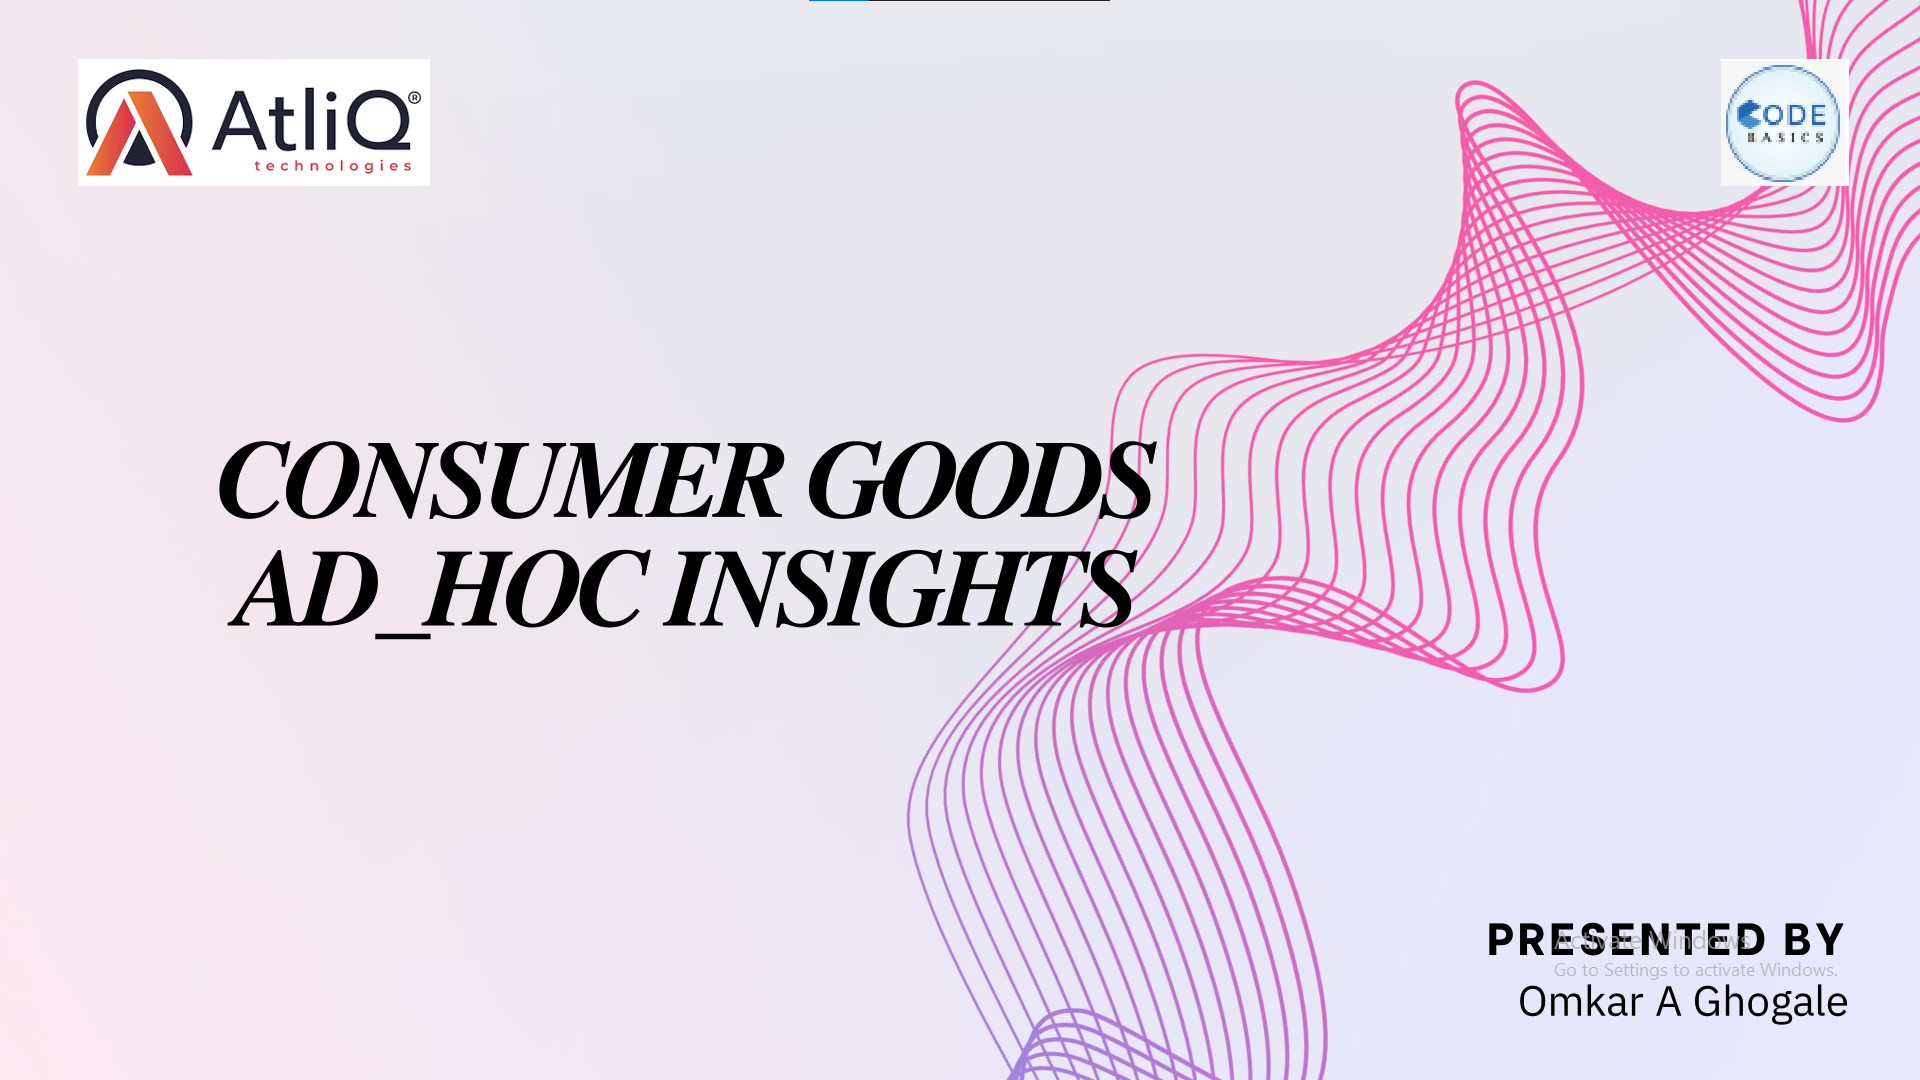 AtliQ®
technologies
CODE
BASICS
CONSUMER GOODS
AD_HOC INSIGHTS
PRESENTED BY
Activate Windows
Go to Settings to activate Windows.
Omkar A Ghogale